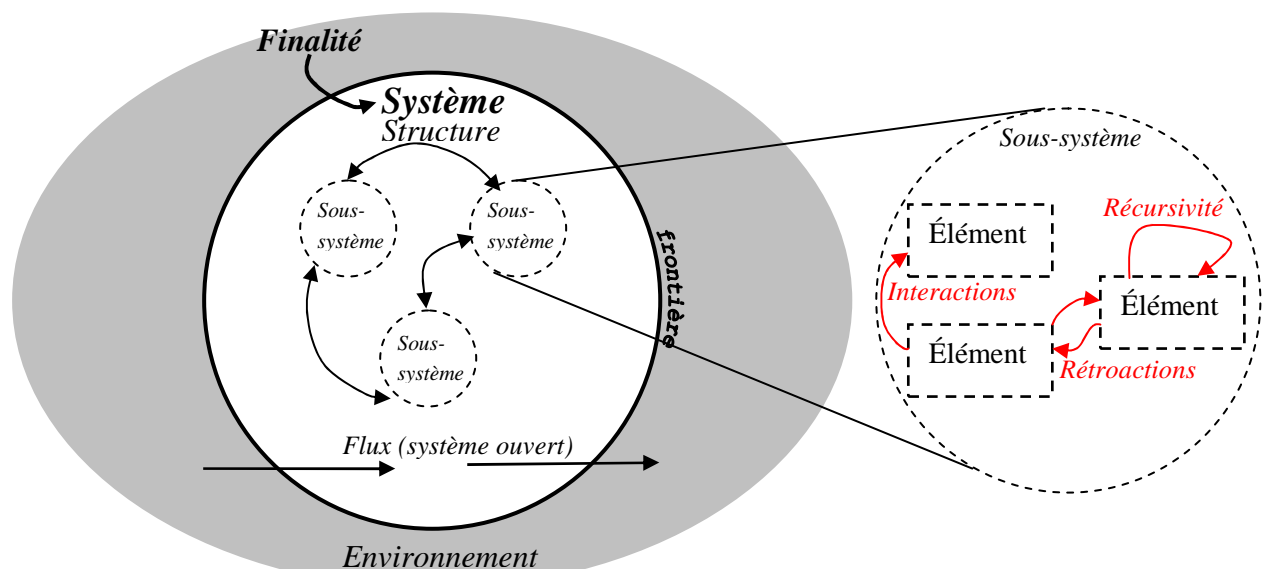 Finalité
Système
Structure
Sous-
système
Sous-
système
Sous-
système
frontière
Flux (système ouvert)
Environnement
Sous-système
Récursivité
Élément
Interactions
Élément
Élément
Rétroactions